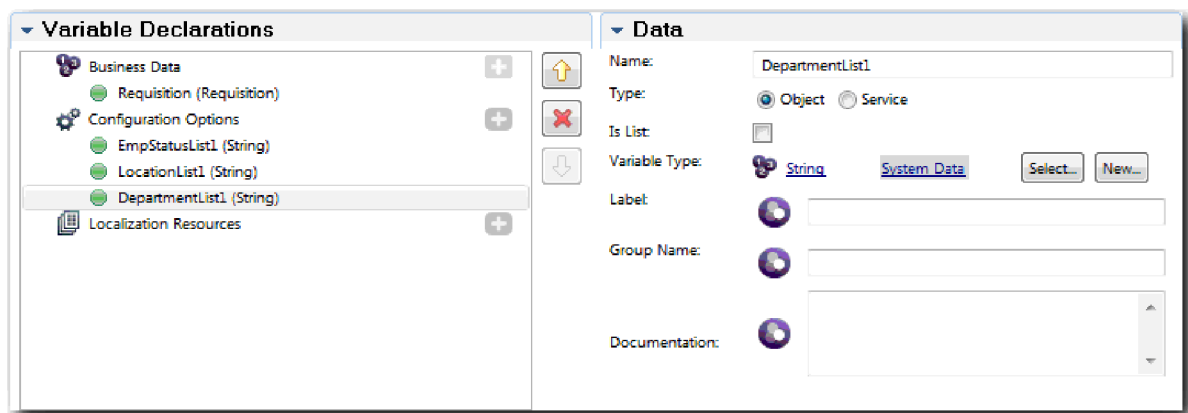 Variable Declarations
Business Data
Requisition (Requisition)
Configuration Options
EmpStatusList1 (String)
LocationList1 (String)
DepartmentList1 (String)
Localization Resources
Data
Name: DepartmentList1
Type: Object Service
Is List:
Variable Type: String System Data Select... New...
Label:
Group Name:
Documentation: